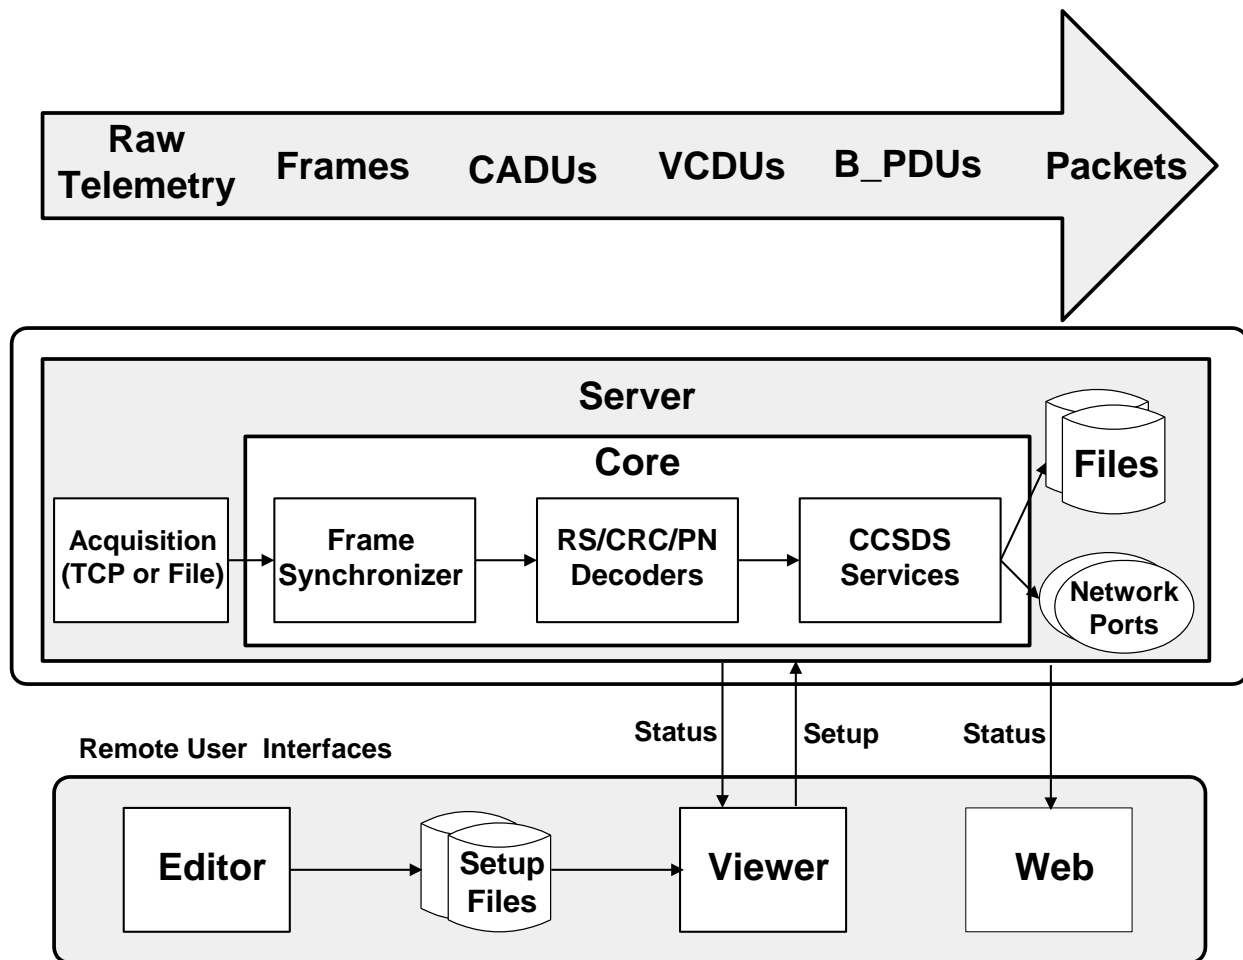 Raw
Telemetry
Frames
CADUs
VCDUs
B_PDUs
Packets
Server
Core
Files
Acquisition
(TCP or File)
Frame
Synchronizer
RS/CRC/PN
Decoders
CCSDS
Services
Network
Ports
Status
Setup
Status
Remote User Interfaces
Editor
Setup
Files
Viewer
Web